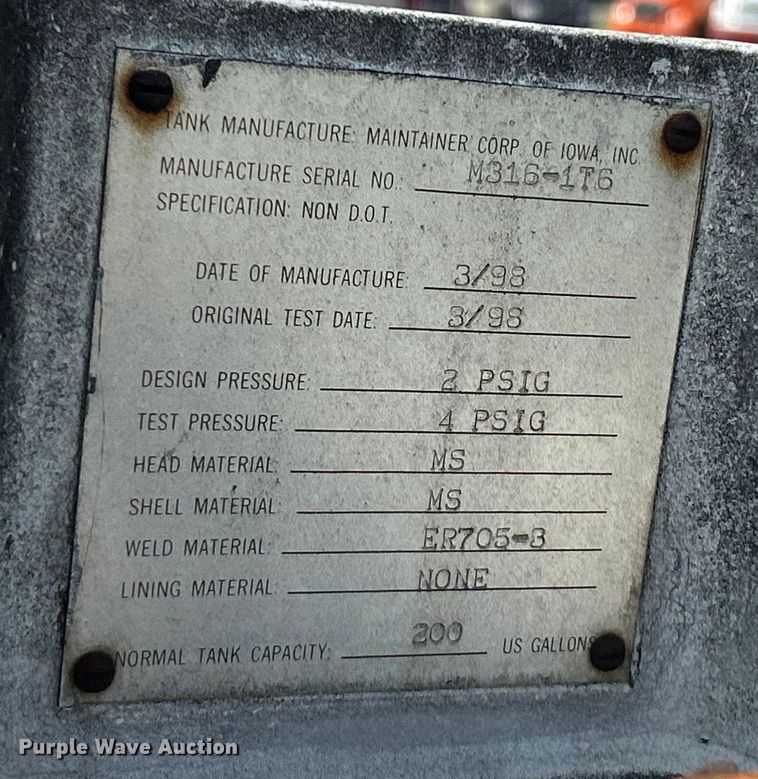 TANK MANUFACTURE: MAINTAINER CORP. OF IOWA, INC
MANUFACTURE SERIAL NO.: M316-1T6
SPECIFICATION: NON D.O.T.
DATE OF MANUFACTURE: 3/98
ORIGINAL TEST DATE: 3/98
DESIGN PRESSURE: 2 PSIG
TEST PRESSURE: 4 PSIG
HEAD MATERIAL: MS
SHELL MATERIAL: MS
WELD MATERIAL: ER705-3
LINING MATERIAL: NONE
NORMAL TANK CAPACITY: 200 US GALLONS
Purple Wave Auction